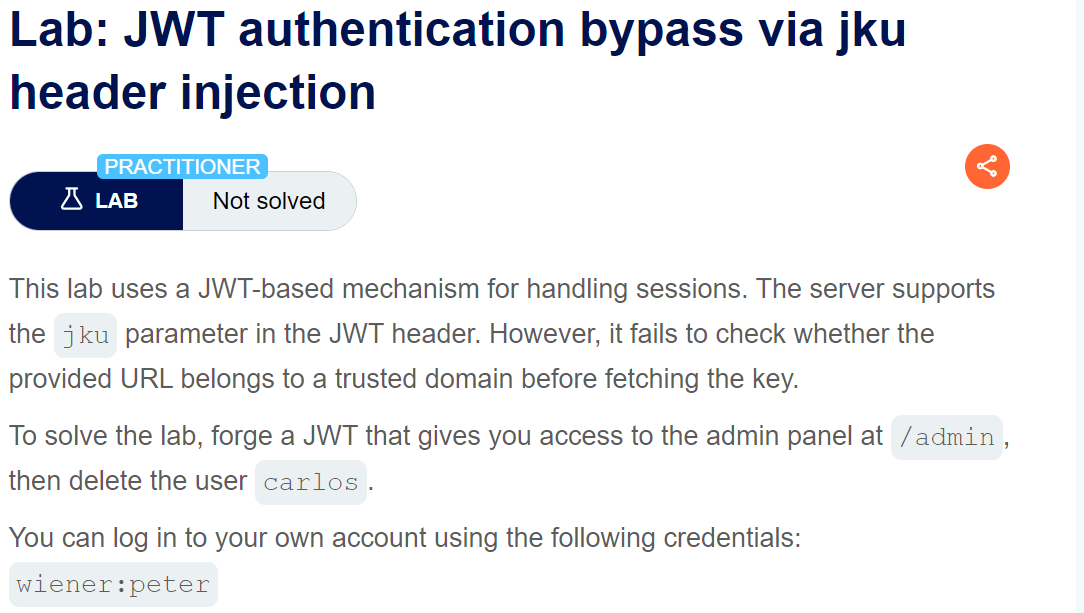 Lab: JWT authentication bypass via jku
header injection
PRACTITIONER
LAB
Not solved
This lab uses a JWT-based mechanism for handling sessions. The server supports
the jku parameter in the JWT header. However, it fails to check whether the
provided URL belongs to a trusted domain before fetching the key.
To solve the lab, forge a JWT that gives you access to the admin panel at /admin,
then delete the user carlos.
You can log in to your own account using the following credentials:
wiener:peter